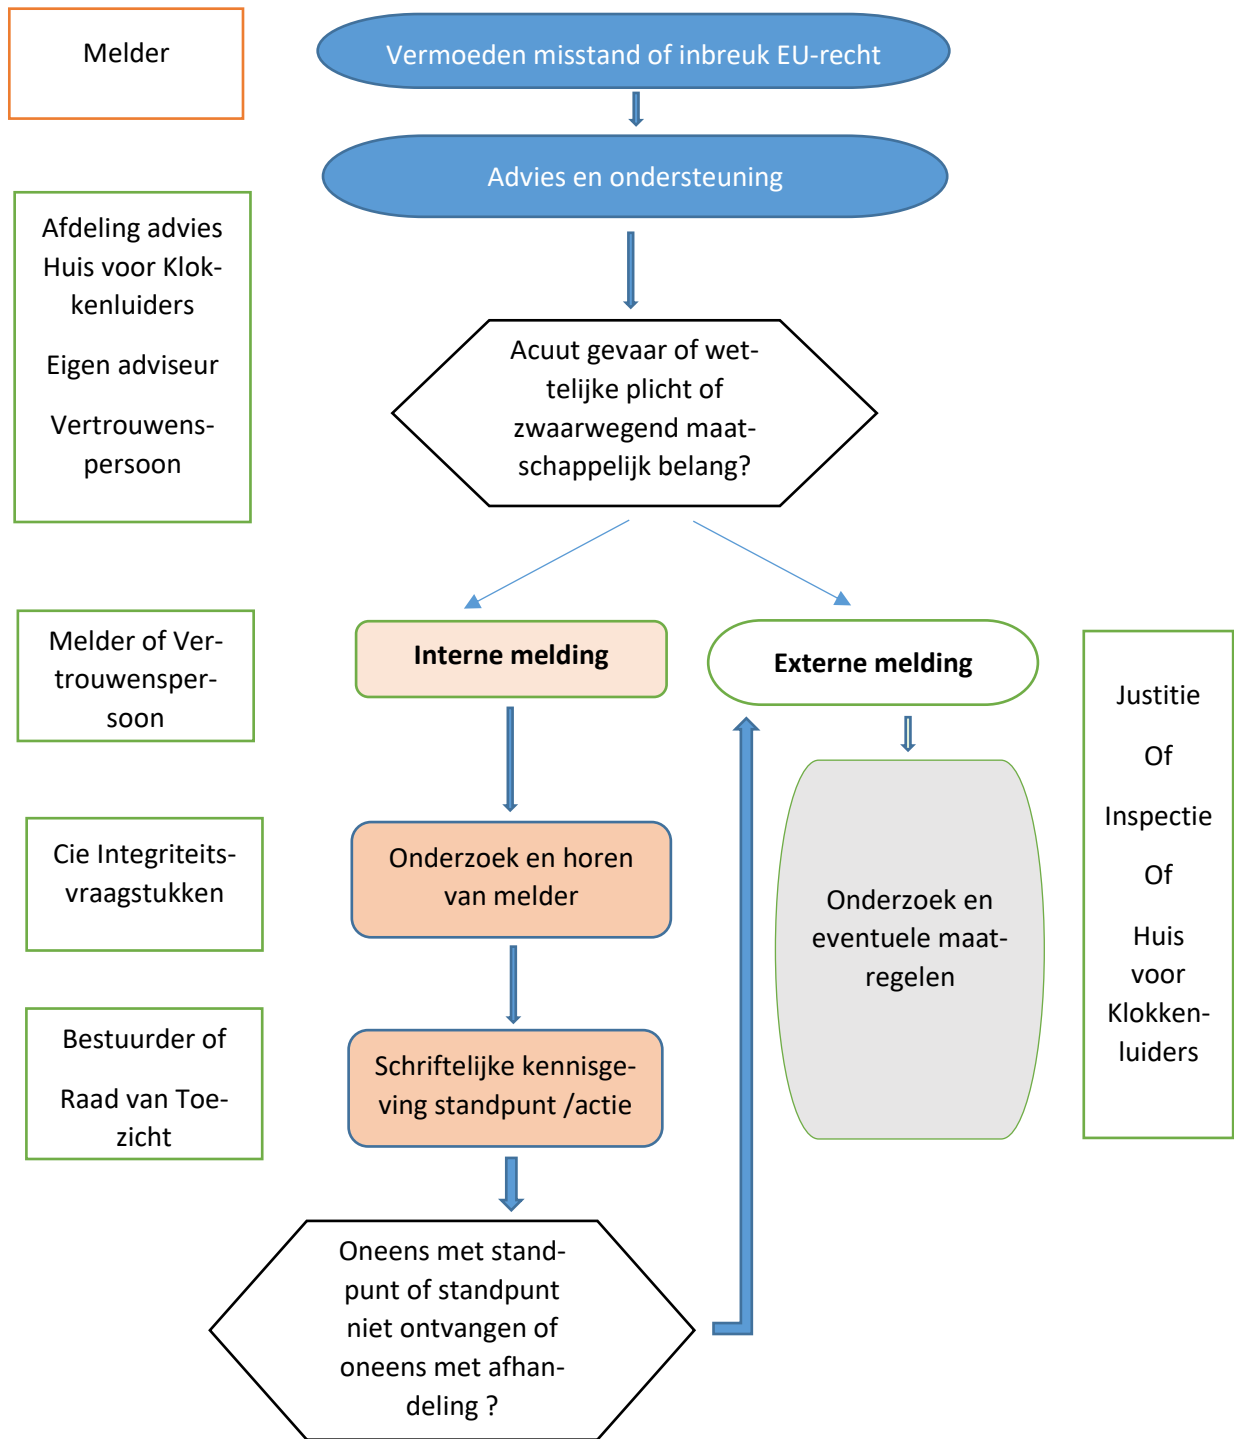 Melder
Vermoeden misstand of inbreuk EU-recht
Advies en ondersteuning
Afdeling advies
Huis voor Klok-
kenluiders
Eigen adviseur
Vertrouwens-
persoon
Acuut gevaar of wet-
telijke plicht of
zwaarwegend maat-
schappelijk belang?
Melder of Ver-
trouwensper-
soon
Interne melding
Externe melding
Justitie
Of
Inspectie
Of
Huis
voor
Klokken-
luiders
Cie Integriteits-
vraagstukken
Onderzoek en horen
van melder
Onderzoek en
eventuele maat-
regelen
Bestuurder of
Raad van Toe-
zicht
Schriftelijke kennisge-
ving standpunt /actie
Oneens met stand-
punt of standpunt
niet ontvangen of
oneens met afhan-
deling ?